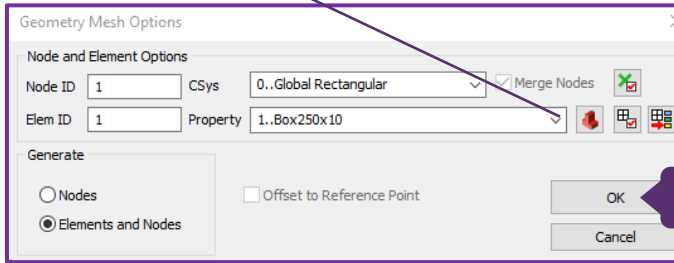 Geometry Mesh Options
Node and Element Options
Node ID 1 CSys 0..Global Rectangular Merge Nodes
Elem ID 1 Property 1..Box250x10
Generate
Nodes
Elements and Nodes
Offset to Reference Point
OK
Cancel